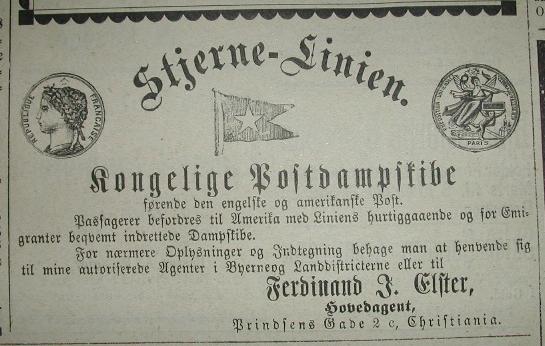 Stjerne-Linien.
REPUBLIQUE FRANÇAISE
PARIS
Kongelige Postdampskibe
førende den engelske og amerikanske Post.
Passagerer befordres til Amerika med Liniens hurtiggaaende og for Emi-
granter beqvemt indrettede Dampskibe.
For nærmere Oplysninger og Indtegning behage man at henvende sig
til mine autoriserede Agenter i Byerneog Landdistricterne eller til
Ferdinand J. Elster,
Hovedagent,
Prindsens Gade 2 c, Christiania.